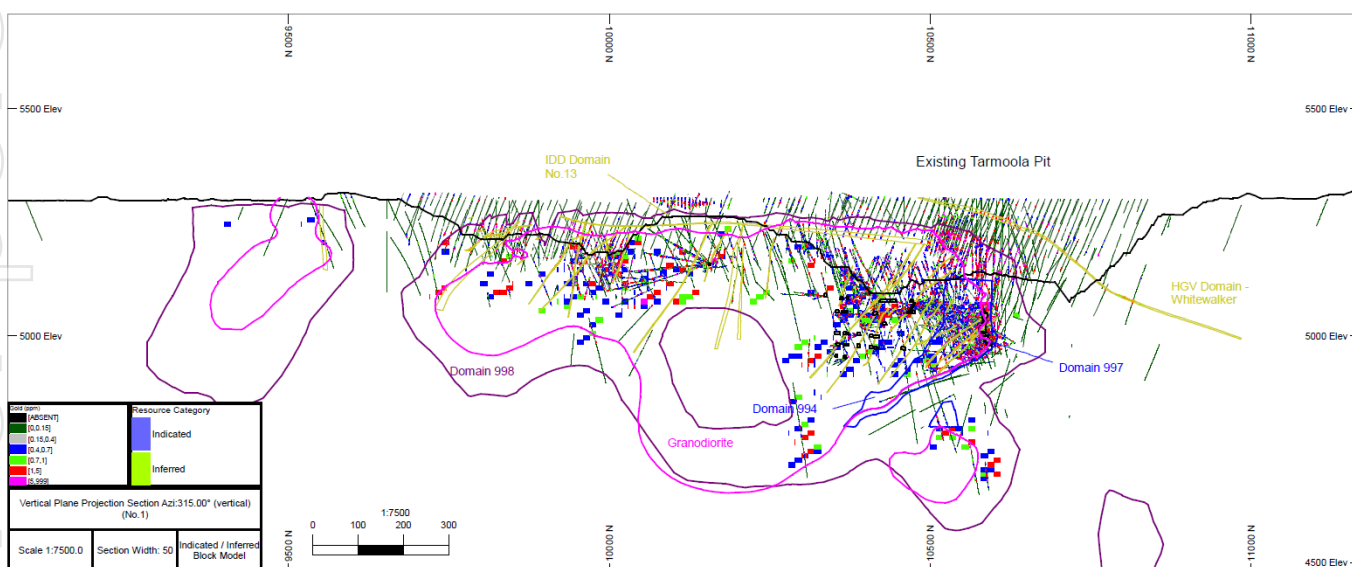 9500 N
10000 N
10500 N
11000 N
5500 Elev
5500 Elev
IDD Domain
No.13
Existing Tarmoola Pit
HGV Domain -
Whitewalker
5000 Elev
5000 Elev
Domain 998
Domain 997
Domain 994
Granodiorite
Gold (ppm)
[ABSENT]
[0,0.15]
[0.15,0.4]
[0.4,0.7]
[0.7,1]
[1,5]
[5,999]
Resource Category
Indicated
Inferred
Vertical Plane Projection Section Azi:315.00° (vertical)
(No.1)
Scale 1:7500.0
Section Width: 50
Indicated / Inferred
Block Model
1:7500
0 100 200 300
9500 N
10000 N
10500 N
11000 N
4500 Elev
4500 Elev